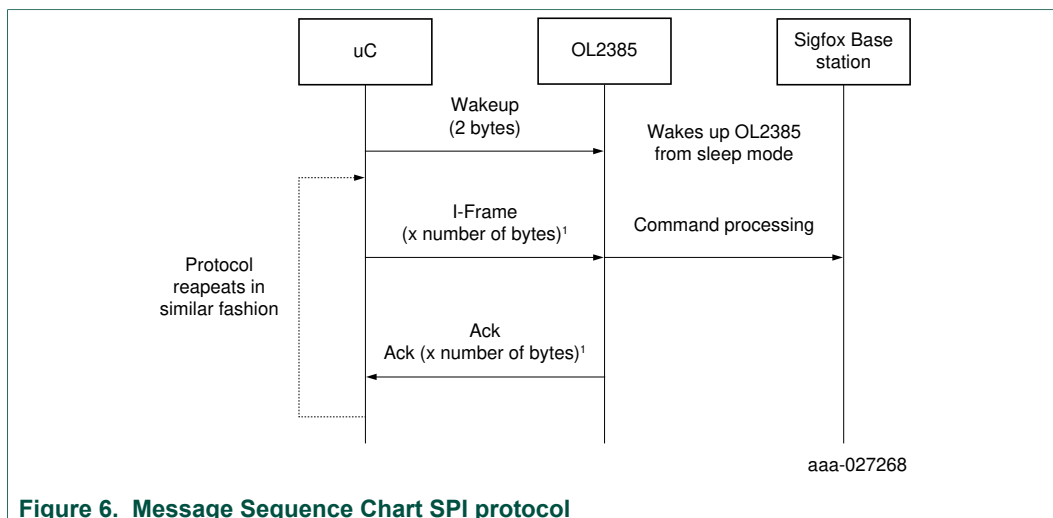 uC
OL2385
Sigfox Base
station
Wakeup
(2 bytes)
Wakes up OL2385
from sleep mode
I-Frame
(x number of bytes)¹
Command processing
Protocol
reapeats in
similar fashion
Ack
Ack (x number of bytes)¹
aaa-027268
Figure 6. Message Sequence Chart SPI protocol